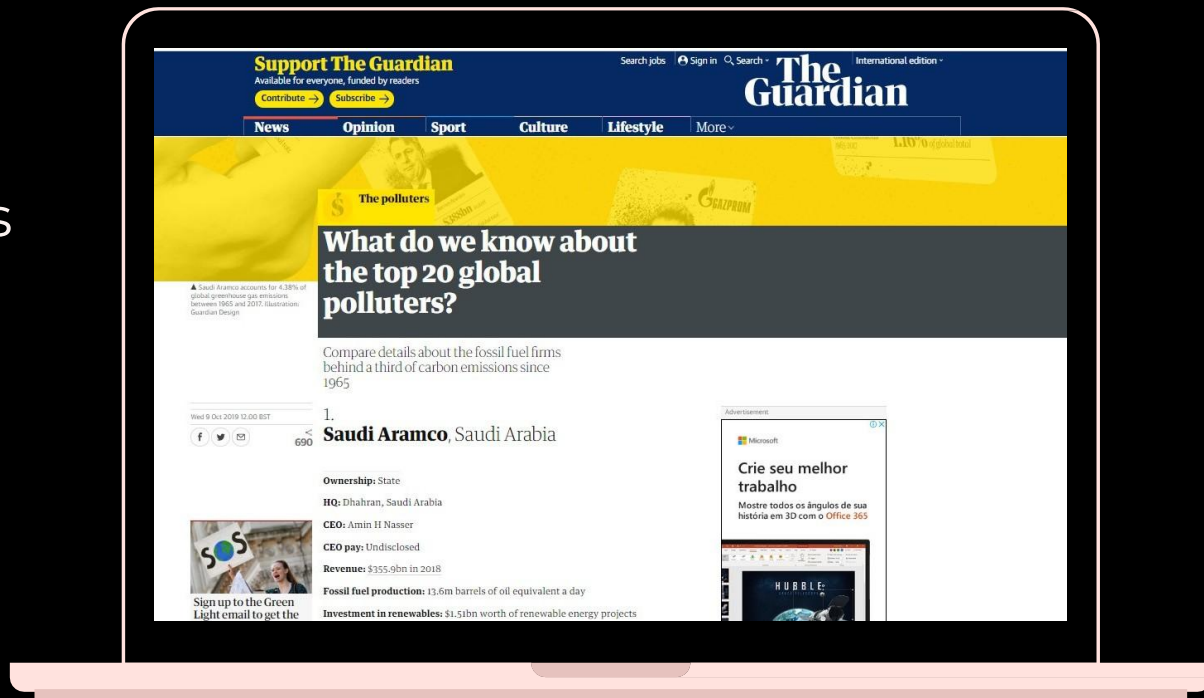 s
Support The Guardian
Available for everyone, funded by readers
Contribute →
Subscribe →
Search jobs
Sign in
Search
International edition
The
Guardian
News
Opinion
Sport
Culture
Lifestyle
More
$388bn
GAZPROM
1.10% of global total
The polluters
What do we know about
the top 20 global
polluters?
▲ Saudi Aramco accounts for 4.38% of
global greenhouse gas emissions
between 1965 and 2017. Illustration:
Guardian Design
Compare details about the fossil fuel firms
behind a third of carbon emissions since
1965
Wed 9 Oct 2019 12.00 BST
690
1.
Saudi Aramco, Saudi Arabia
Ownership: State
HQ: Dhahran, Saudi Arabia
CEO: Amin H Nasser
CEO pay: Undisclosed
Revenue: $355.9bn in 2018
Fossil fuel production: 13.6m barrels of oil equivalent a day
Investment in renewables: $1.51bn worth of renewable energy projects
SOS
Sign up to the Green
Light email to get the
Advertisement
Microsoft
Crie seu melhor
trabalho
Mostre todos os ângulos de sua
história em 3D com o Office 365
HUBBLE